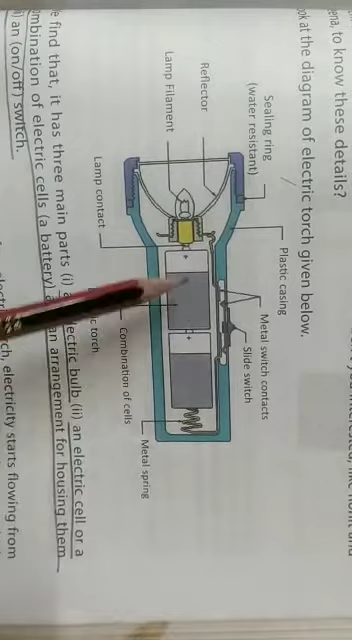 ena, to know these details?
ok at the diagram of electric torch given below.
Sealing ring
(water resistant)
Plastic casing
Metal switch contacts
Slide switch
Reflector
Lamp Filament
Lamp contact
Combination of cells
Metal spring
c torch
e find that, it has three main parts (i) a electric bulb (ii) an electric cell or a
ombination of electric cells (a battery) an arrangement for housing them
i) an (on/off) switch.
ch, electricity starts flowing from